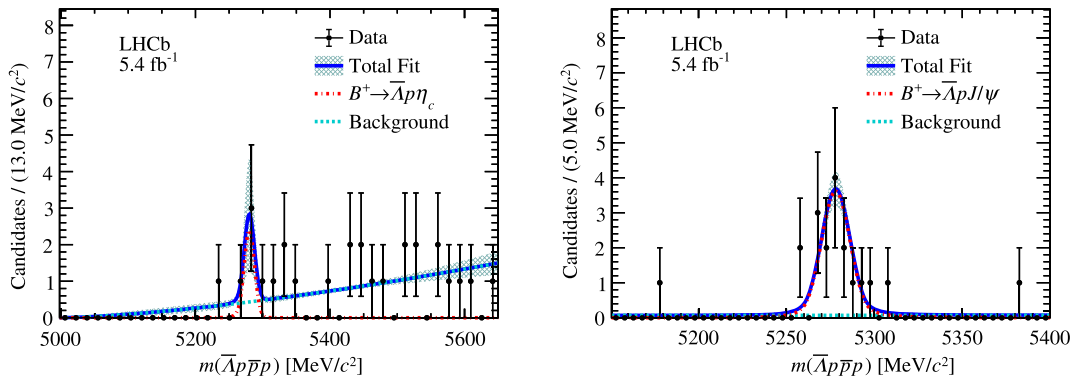 Candidates / (13.0 MeV/c²)
8
7
6
5
4
3
2
1
0
LHCb
5.4 fb⁻¹
Data
Total Fit
B⁺→Λ̅pη_c
Background
5000 5200 5400 5600
m(Λ̅pp̅p) [MeV/c²]
Candidates / (5.0 MeV/c²)
8
7
6
5
4
3
2
1
0
LHCb
5.4 fb⁻¹
Data
Total Fit
B⁺→Λ̅pJ/ψ
Background
5200 5250 5300 5350 5400
m(Λ̅pp̅p) [MeV/c²]